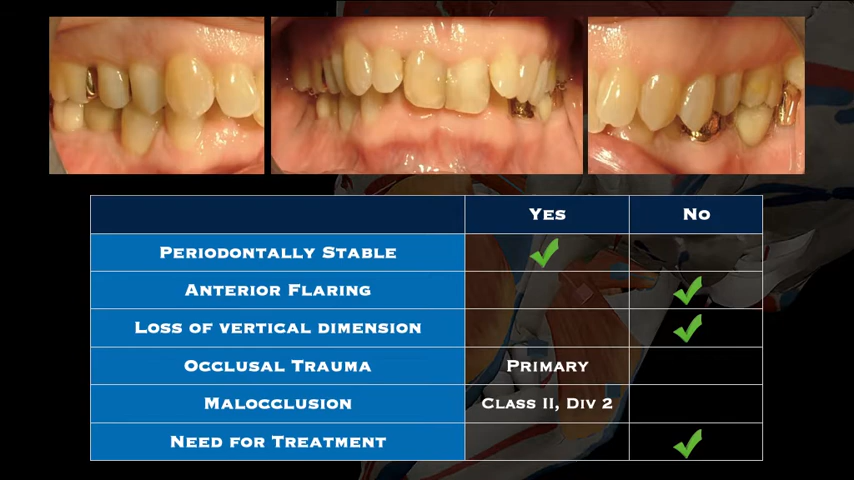 Yes No
Periodontally Stable
Anterior Flaring
Loss of vertical dimension
Occlusal Trauma Primary
Malocclusion Class II, Div 2
Need for Treatment